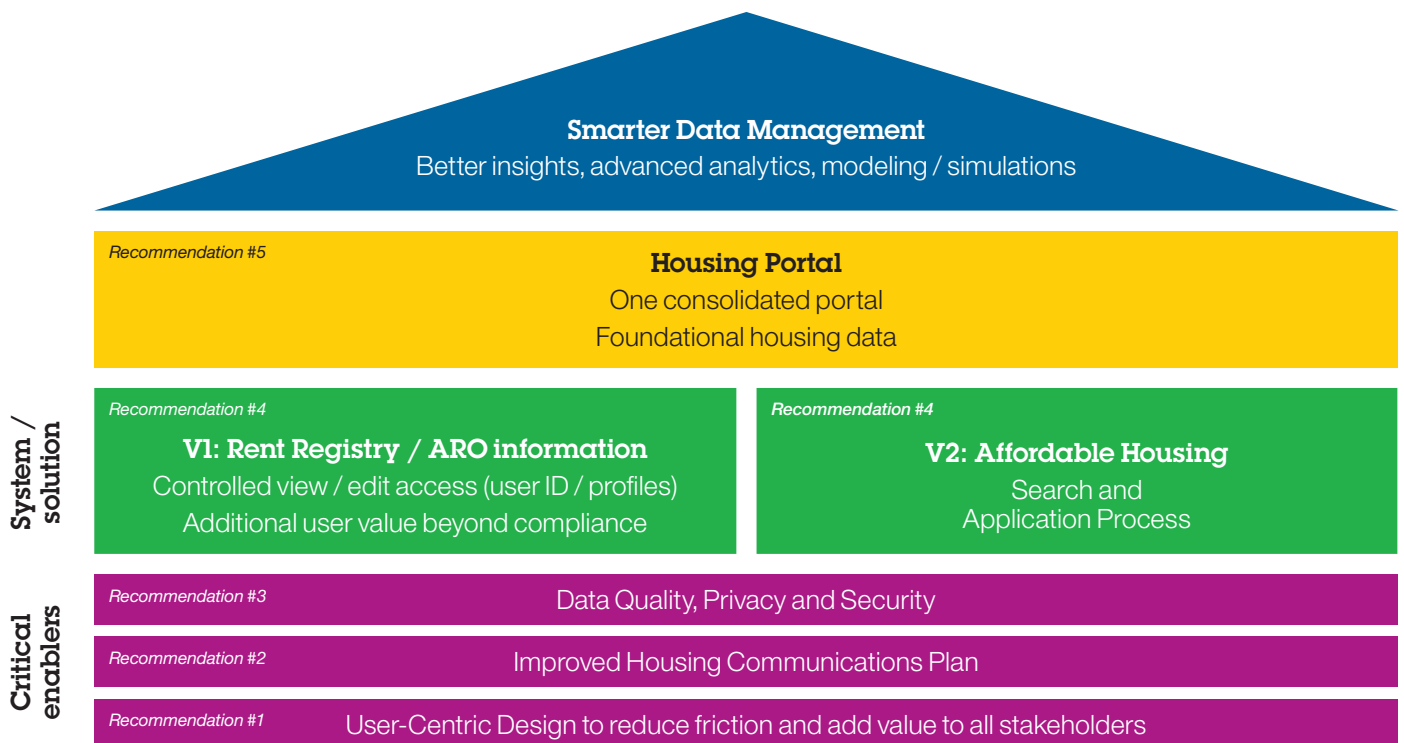 Smarter Data Management
Better insights, advanced analytics, modeling / simulations
Recommendation #5
Housing Portal
One consolidated portal
Foundational housing data
System /
solution
Recommendation #4
V1: Rent Registry / ARO information
Controlled view / edit access (user ID / profiles)
Additional user value beyond compliance
Recommendation #4
V2: Affordable Housing
Search and
Application Process
Critical
enablers
Recommendation #3
Data Quality, Privacy and Security
Recommendation #2
Improved Housing Communications Plan
Recommendation #1
User-Centric Design to reduce friction and add value to all stakeholders